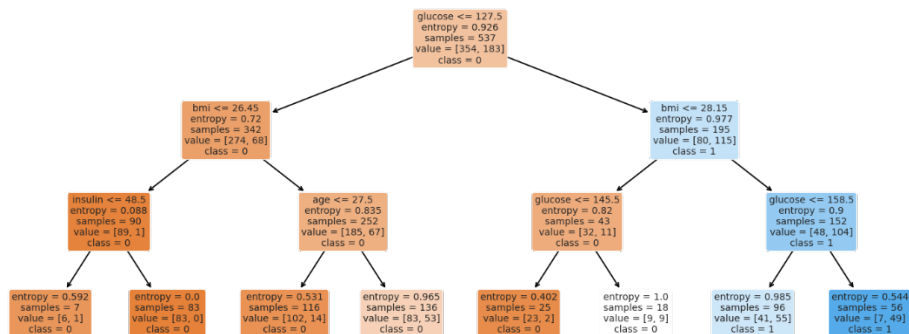 glucose <= 127.5
entropy = 0.926
samples = 537
value = [354, 183]
class = 0
bmi <= 26.45
entropy = 0.72
samples = 342
value = [274, 68]
class = 0
bmi <= 28.15
entropy = 0.977
samples = 195
value = [80, 115]
class = 1
insulin <= 48.5
entropy = 0.088
samples = 90
value = [89, 1]
class = 0
age <= 27.5
entropy = 0.835
samples = 252
value = [185, 67]
class = 0
glucose <= 145.5
entropy = 0.82
samples = 43
value = [32, 11]
class = 0
glucose <= 158.5
entropy = 0.9
samples = 152
value = [48, 104]
class = 1
entropy = 0.592
samples = 7
value = [6, 1]
class = 0
entropy = 0.0
samples = 83
value = [83, 0]
class = 0
entropy = 0.531
samples = 116
value = [102, 14]
class = 0
entropy = 0.965
samples = 136
value = [83, 53]
class = 0
entropy = 0.402
samples = 25
value = [23, 2]
class = 0
entropy = 1.0
samples = 18
value = [9, 9]
class = 0
entropy = 0.985
samples = 96
value = [41, 55]
class = 1
entropy = 0.544
samples = 56
value = [7, 49]
class = 1